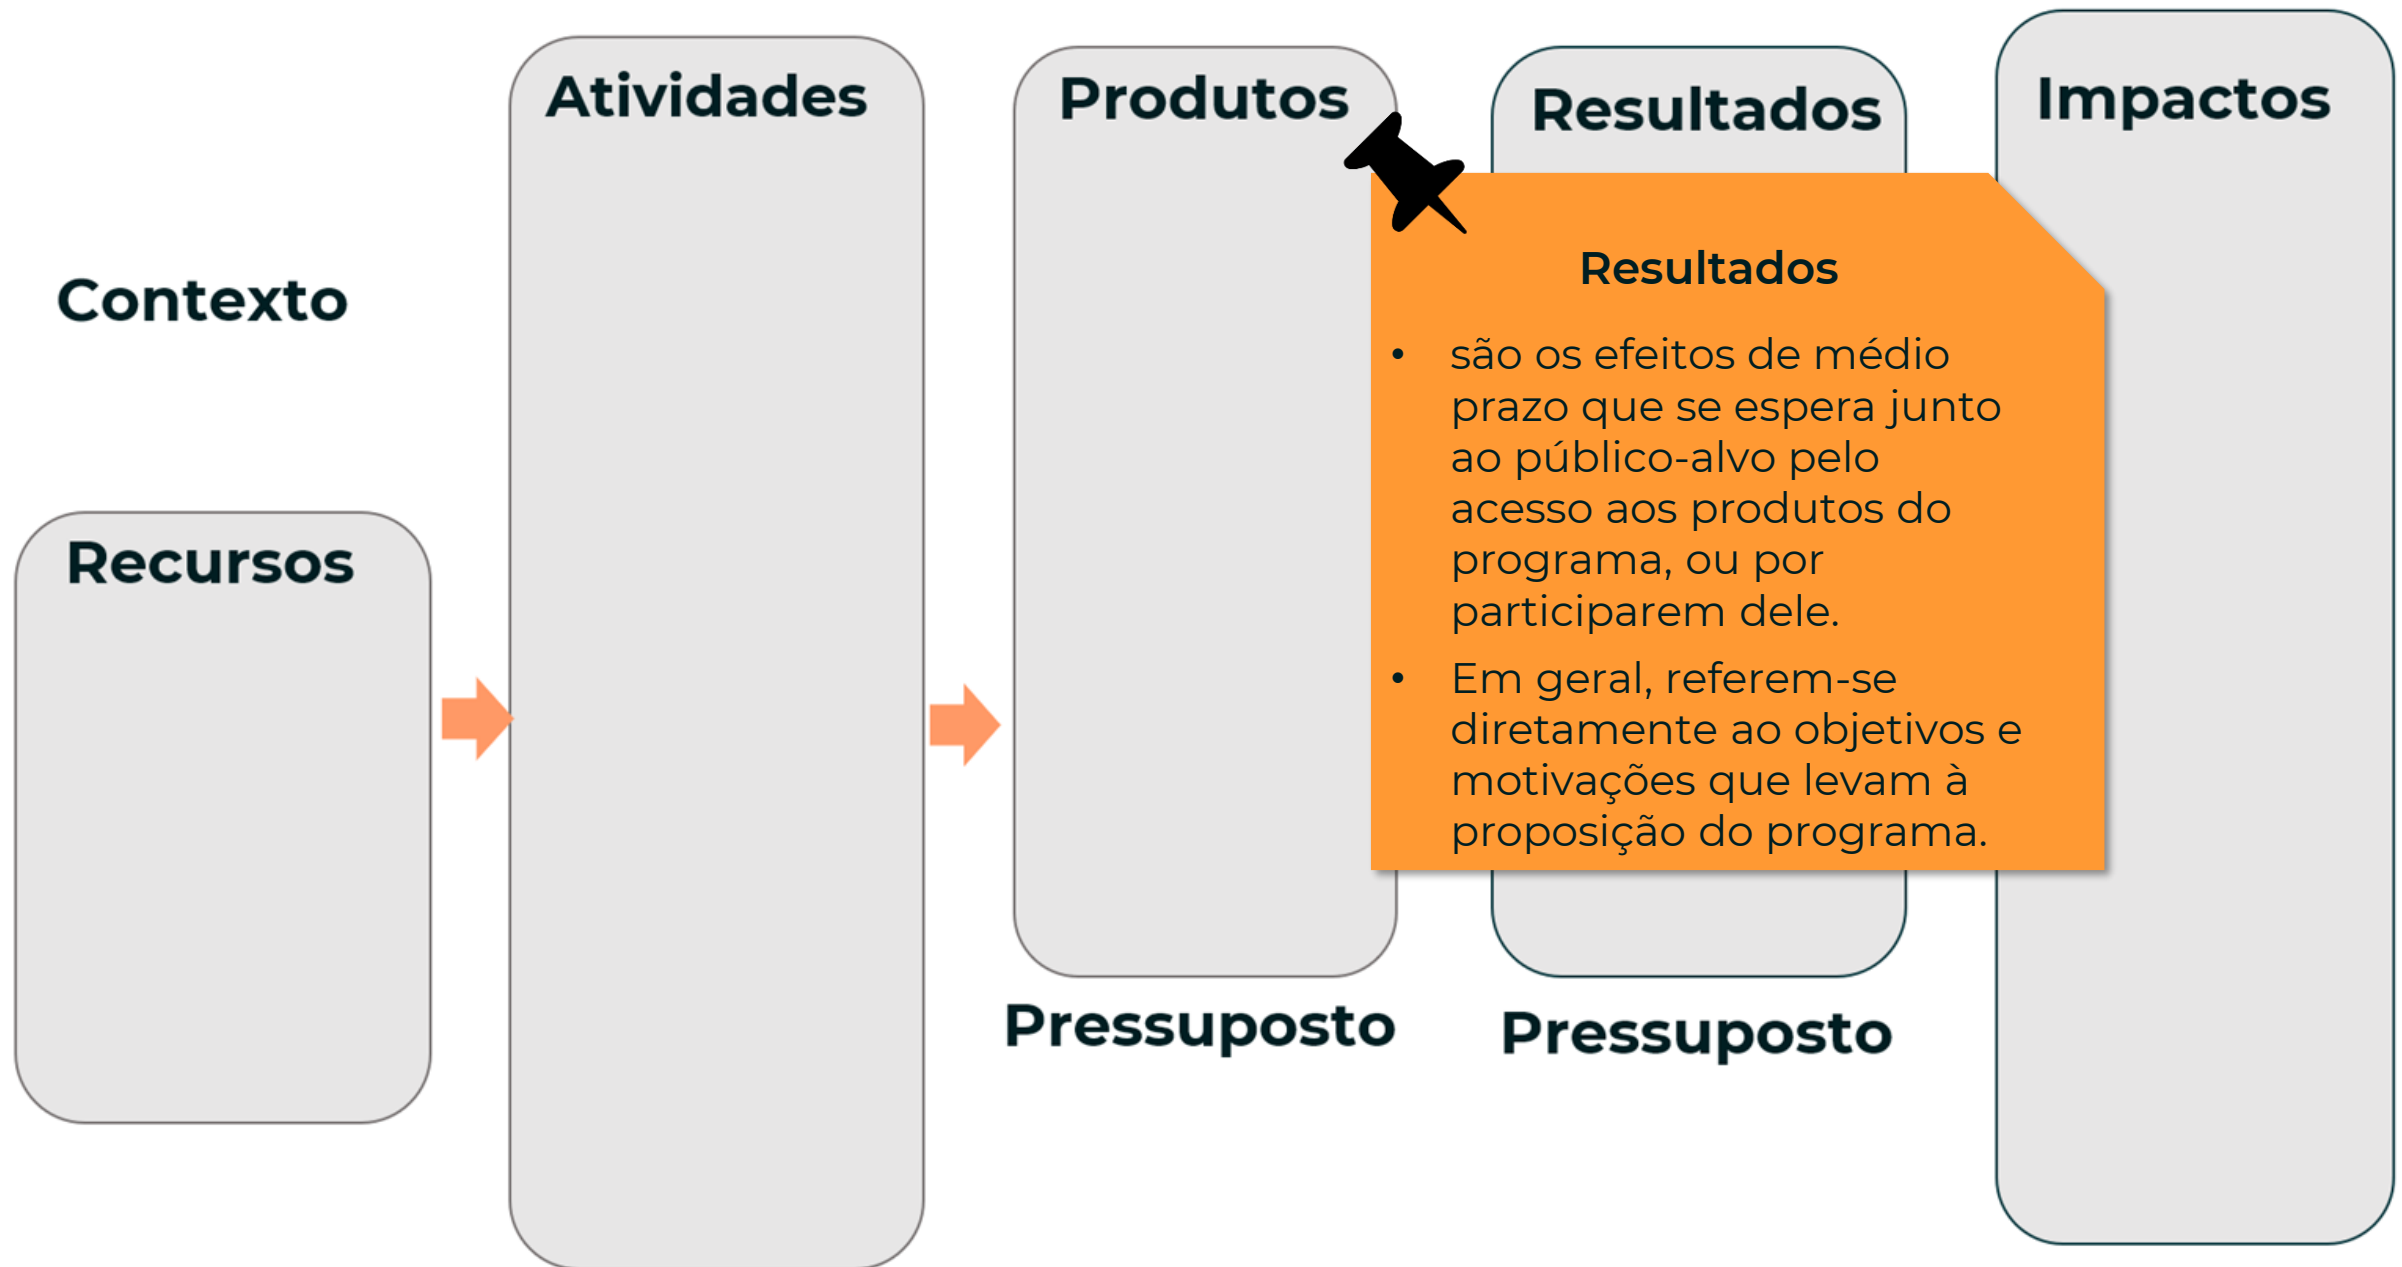 Contexto
Recursos
Atividades
Produtos
Pressuposto
Resultados
Resultados
• são os efeitos de médio
prazo que se espera junto
ao público-alvo pelo
acesso aos produtos do
programa, ou por
participarem dele.
• Em geral, referem-se
diretamente ao objetivos e
motivações que levam à
proposição do programa.
Pressuposto
Impactos